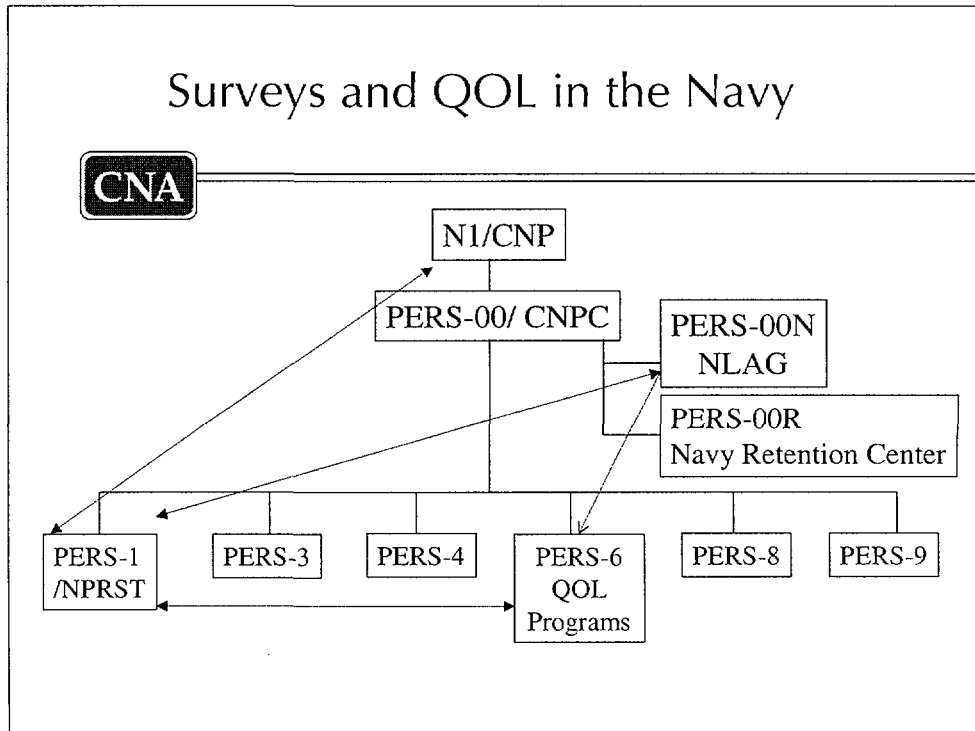 Surveys and QOL in the Navy
CNA
N1/CNP
PERS-00/ CNPC
PERS-00N
NLAG
PERS-00R
Navy Retention Center
PERS-1
/NPRST
PERS-3
PERS-4
PERS-6
QOL
Programs
PERS-8
PERS-9